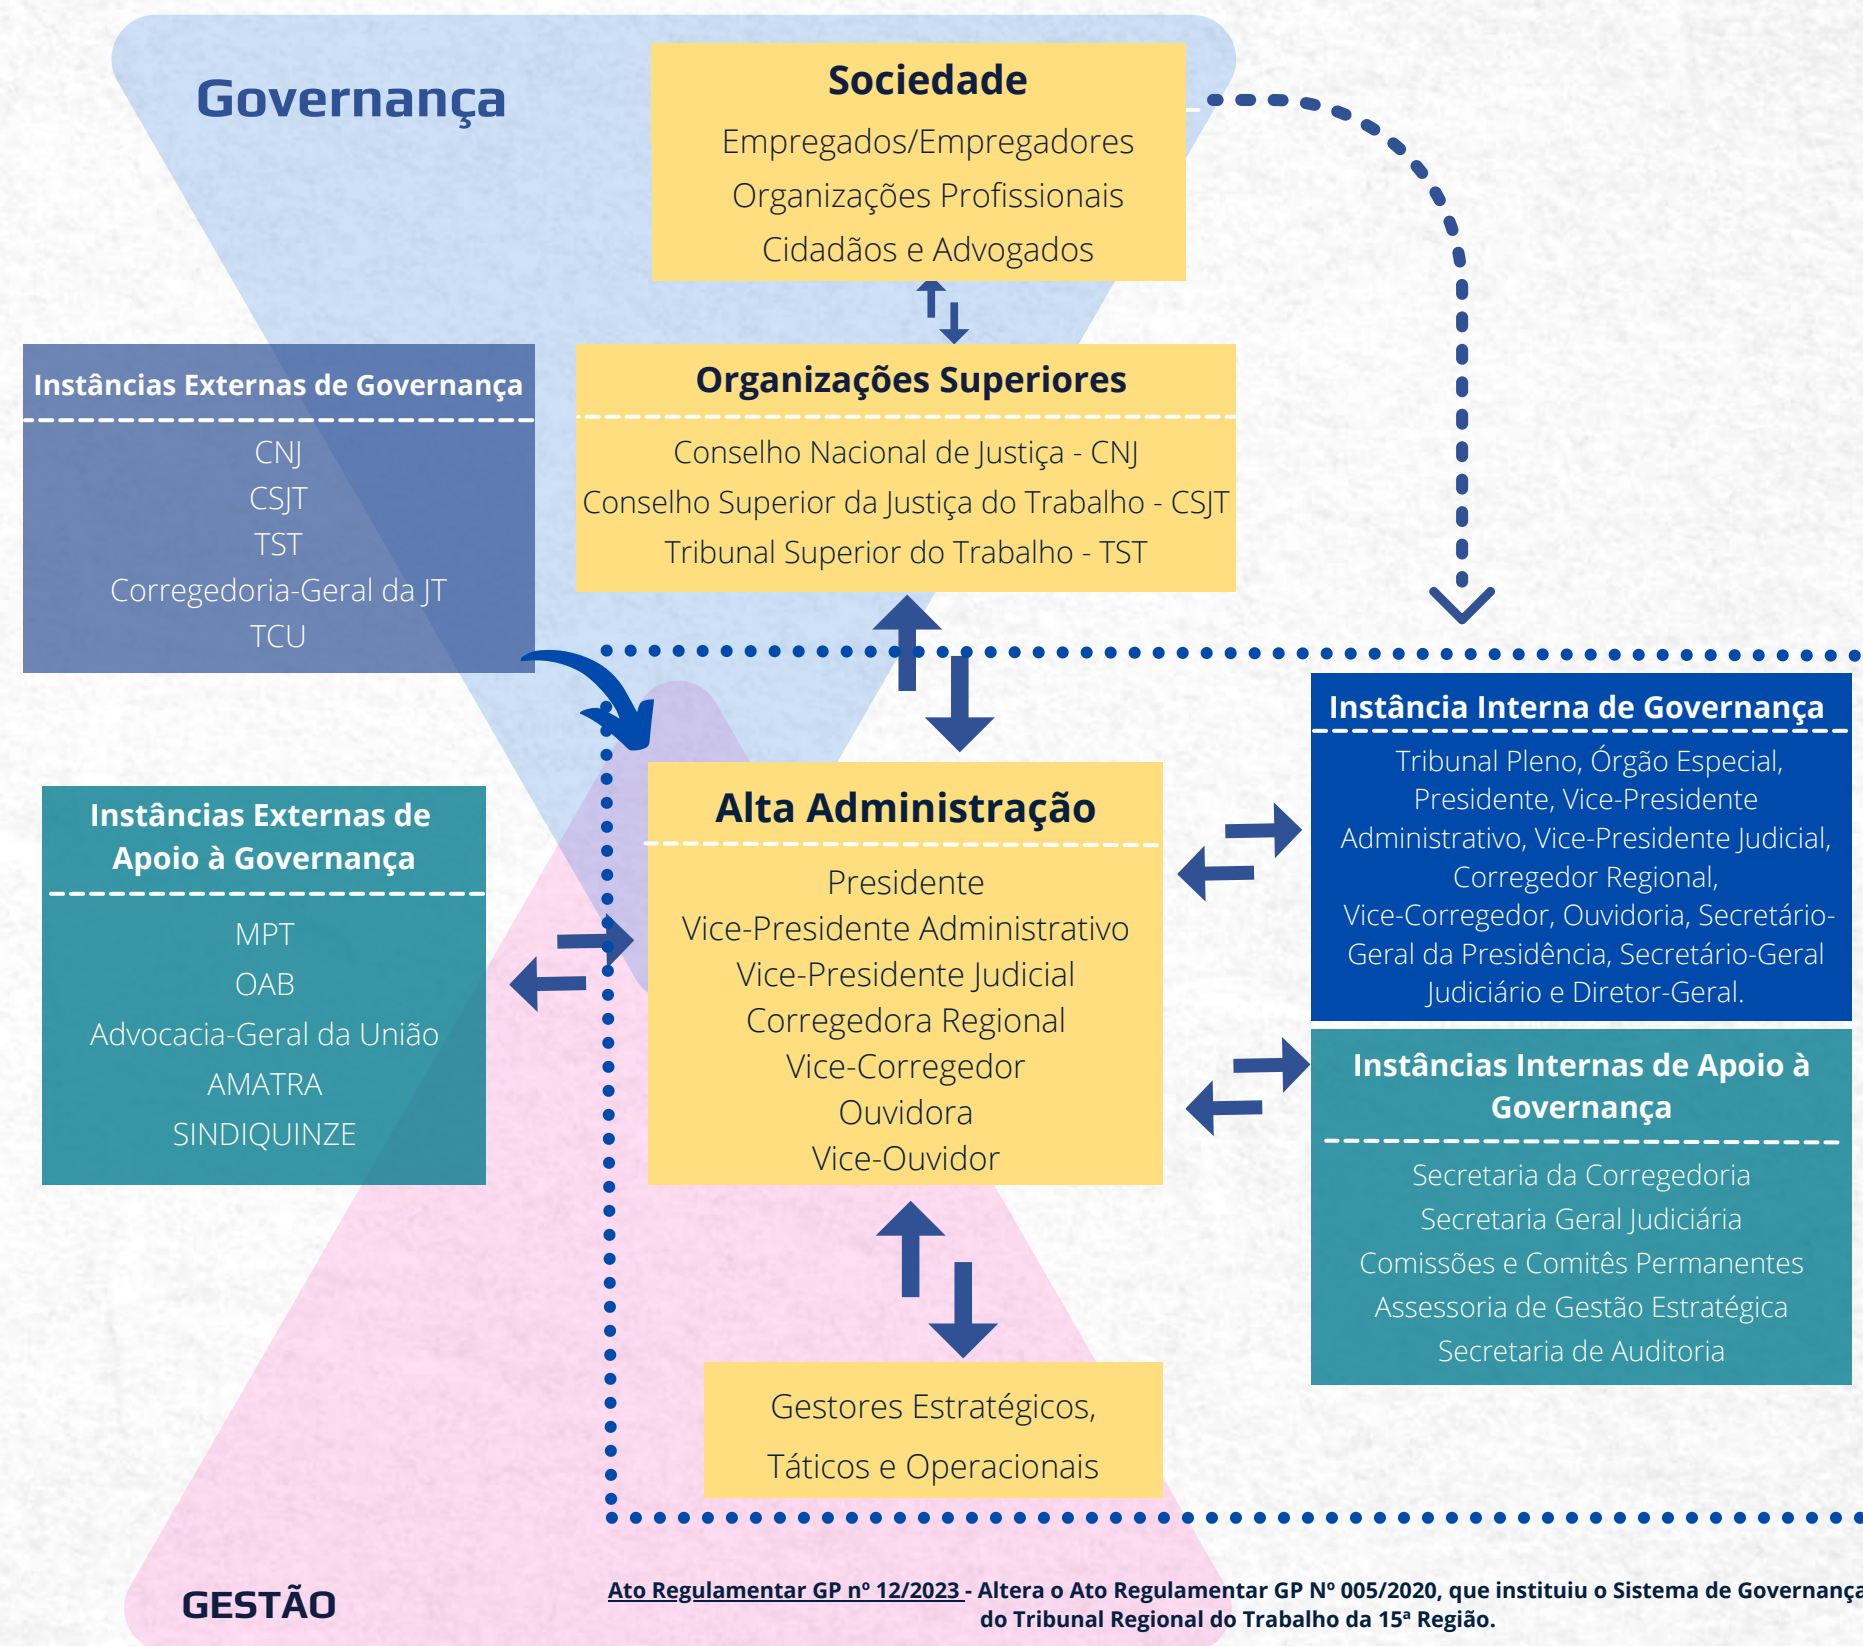 Governança
Sociedade
Empregados/Empregadores
Organizações Profissionais
Cidadãos e Advogados
Instâncias Externas de Governança
CNJ
CSJT
TST
Corregedoria-Geral da JT
TCU
Organizações Superiores
Conselho Nacional de Justiça - CNJ
Conselho Superior da Justiça do Trabalho - CSJT
Tribunal Superior do Trabalho - TST
Instâncias Externas de
Apoio à Governança
MPT
OAB
Advocacia-Geral da União
AMATRA
SINDIQUINZE
Alta Administração
Presidente
Vice-Presidente Administrativo
Vice-Presidente Judicial
Corregedora Regional
Vice-Corregedor
Ouvidora
Vice-Ouvidor
Instância Interna de Governança
Tribunal Pleno, Órgão Especial,
Presidente, Vice-Presidente
Administrativo, Vice-Presidente Judicial,
Corregedor Regional,
Vice-Corregedor, Ouvidoria, Secretário-
Geral da Presidência, Secretário-Geral
Judiciário e Diretor-Geral.
Instâncias Internas de Apoio à
Governança
Secretaria da Corregedoria
Secretaria Geral Judiciária
Comissões e Comitês Permanentes
Assessoria de Gestão Estratégica
Secretaria de Auditoria
Gestores Estratégicos,
Táticos e Operacionais
GESTÃO
Ato Regulamentar GP nº 12/2023 - Altera o Ato Regulamentar GP Nº 005/2020, que instituiu o Sistema de Governança
do Tribunal Regional do Trabalho da 15ª Região.